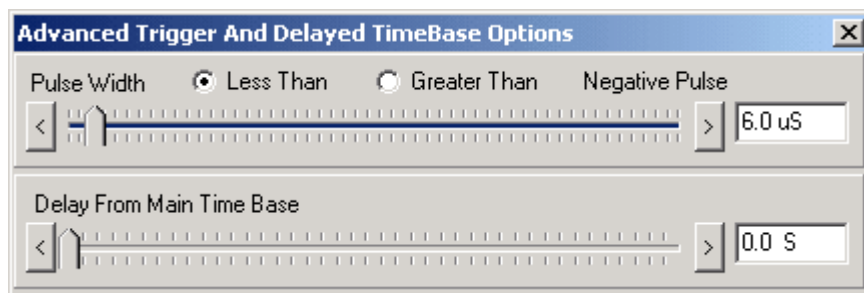 Advanced Trigger And Delayed TimeBase Options
Pulse Width Less Than Greater Than Negative Pulse
6.0 uS
Delay From Main Time Base
0.0 S